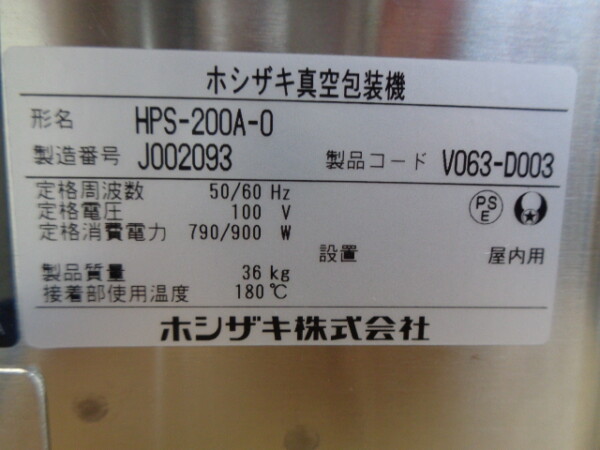 ホシザキ真空包装機
形名 HPS-200A-0
製造番号 J002093 製品コード V063-D003
定格周波数 50/60 Hz
定格電圧 100 V
定格消費電力 790/900 W
PS
E
設置 屋内用
製品質量 36 kg
接着部使用温度 180℃
ホシザキ株式会社